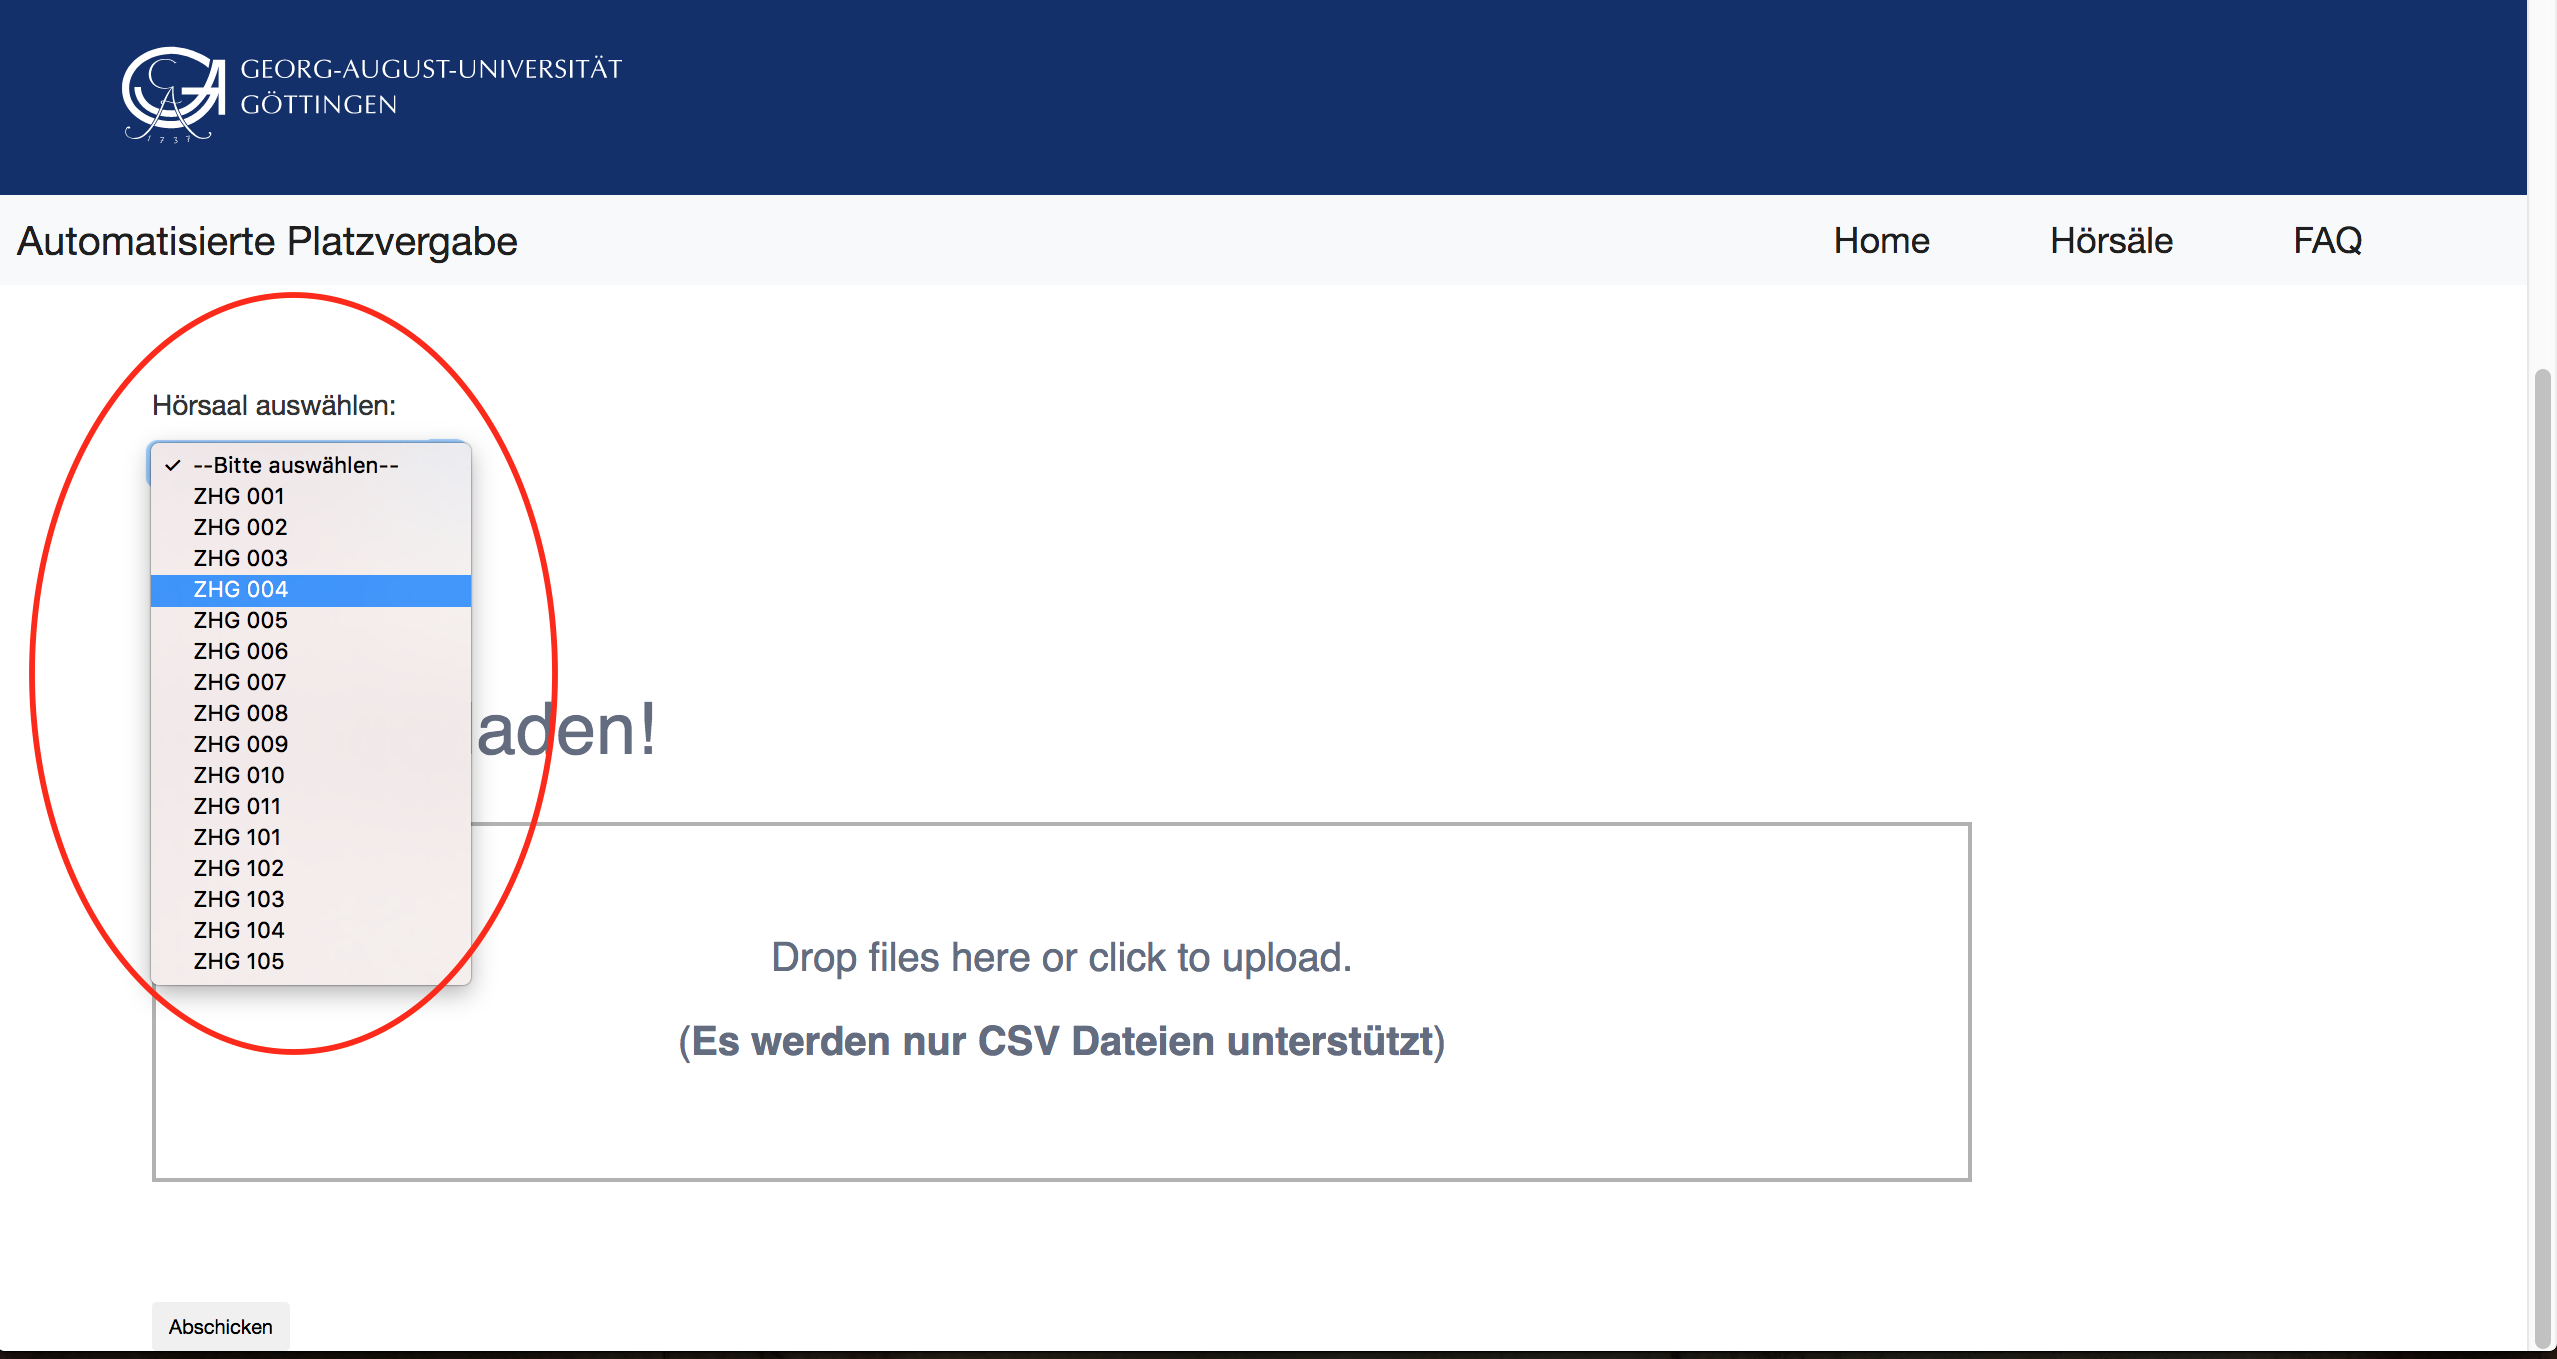 GEORG-AUGUST-UNIVERSITÄT
GÖTTINGEN
1737
Automatisierte Platzvergabe
Home
Hörsäle
FAQ
Hörsaal auswählen:
✓ --Bitte auswählen--
ZHG 001
ZHG 002
ZHG 003
ZHG 004
ZHG 005
ZHG 006
ZHG 007
ZHG 008
ZHG 009
ZHG 010
ZHG 011
ZHG 101
ZHG 102
ZHG 103
ZHG 104
ZHG 105
aden!
Drop files here or click to upload.
(Es werden nur CSV Dateien unterstützt)
Abschicken